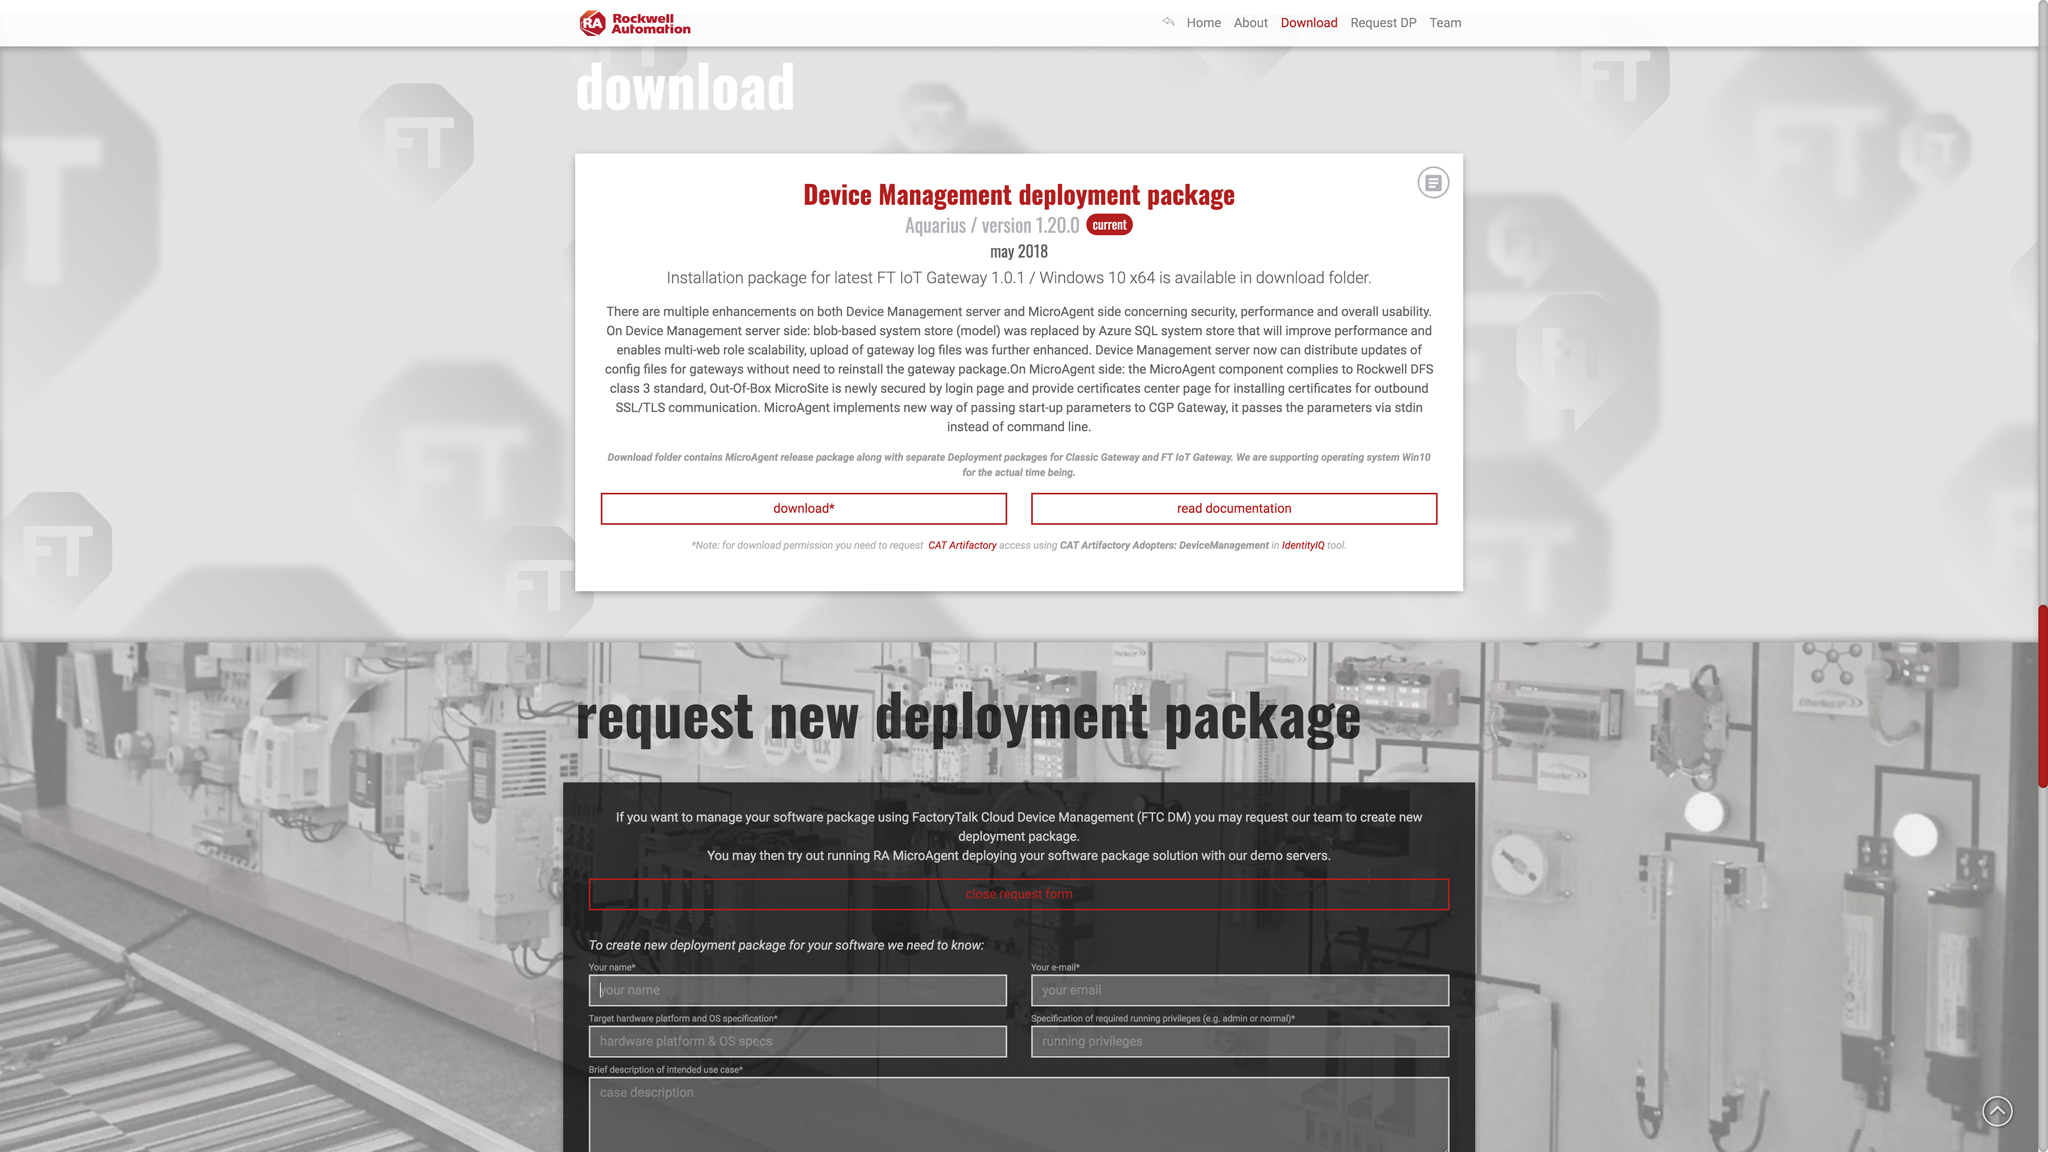 Rockwell
Automation
RA
Home About Download Request DP Team
download
Device Management deployment package
Aquarius / version 1.20.0 current
may 2018
Installation package for latest FT IoT Gateway 1.0.1 / Windows 10 x64 is available in download folder.
There are multiple enhancements on both Device Management server and MicroAgent side concerning security, performance and overall usability.
On Device Management server side: blob-based system store (model) was replaced by Azure SQL system store that will improve performance and
enables multi-web role scalability, upload of gateway log files was further enhanced. Device Management server now can distribute updates of
config files for gateways without need to reinstall the gateway package.On MicroAgent side: the MicroAgent component complies to Rockwell DFS
class 3 standard, Out-Of-Box MicroSite is newly secured by login page and provide certificates center page for installing certificates for outbound
SSL/TLS communication. MicroAgent implements new way of passing start-up parameters to CGP Gateway, it passes the parameters via stdin
instead of command line.
Download folder contains MicroAgent release package along with separate Deployment packages for Classic Gateway and FT IoT Gateway. We are supporting operating system Win10
for the actual time being.
download* read documentation
*Note: for download permission you need to request CAT Artifactory access using CAT Artifactory Adopters: DeviceManagement in IdentityIQ tool.
FT
FT
FT
FT
FT
FT
FT
request new deployment package
If you want to manage your software package using FactoryTalk Cloud Device Management (FTC DM) you may request our team to create new
deployment package.
You may then try out running RA MicroAgent deploying your software package solution with our demo servers.
close request form
To create new deployment package for your software we need to know:
Your name* Your e-mail*
your name your email
Target hardware platform and OS specification* Specification of required running privileges (e.g. admin or normal)*
hardware platform & OS specs running privileges
Brief description of intended use case*
case description